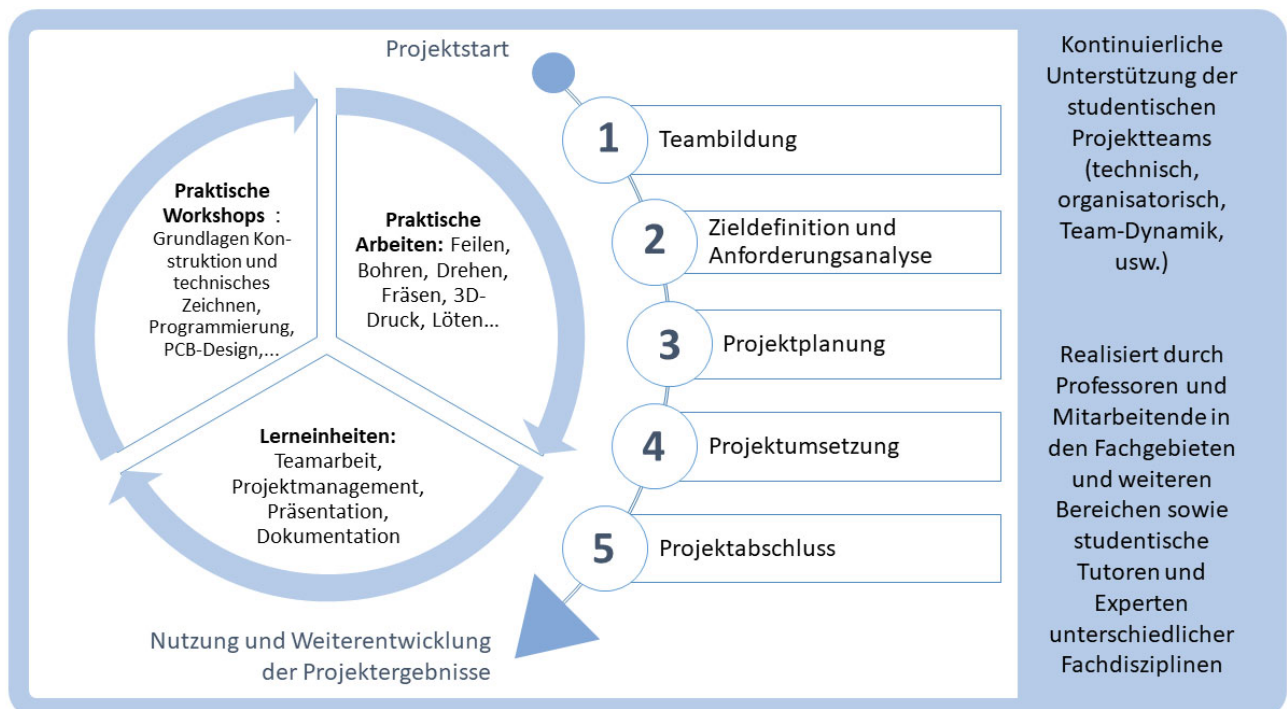 Projektstart
Praktische
Workshops :
Grundlagen Kon-
struktion und
technisches
Zeichnen,
Programmierung,
PCB-Design,...
Praktische
Arbeiten: Feilen,
Bohren, Drehen,
Fräsen, 3D-
Druck, Löten...
Lerneinheiten:
Teamarbeit,
Projektmanagement,
Präsentation,
Dokumentation
1 Teambildung
2 Zieldefinition und
Anforderungsanalyse
3 Projektplanung
4 Projektumsetzung
5 Projektabschluss
Nutzung und Weiterentwicklung
der Projektergebnisse
Kontinuierliche
Unterstützung der
studentischen
Projektteams
(technisch,
organisatorisch,
Team-Dynamik,
usw.)
Realisiert durch
Professoren und
Mitarbeitende in
den Fachgebieten
und weiteren
Bereichen sowie
studentische
Tutoren und
Experten
unterschiedlicher
Fachdisziplinen